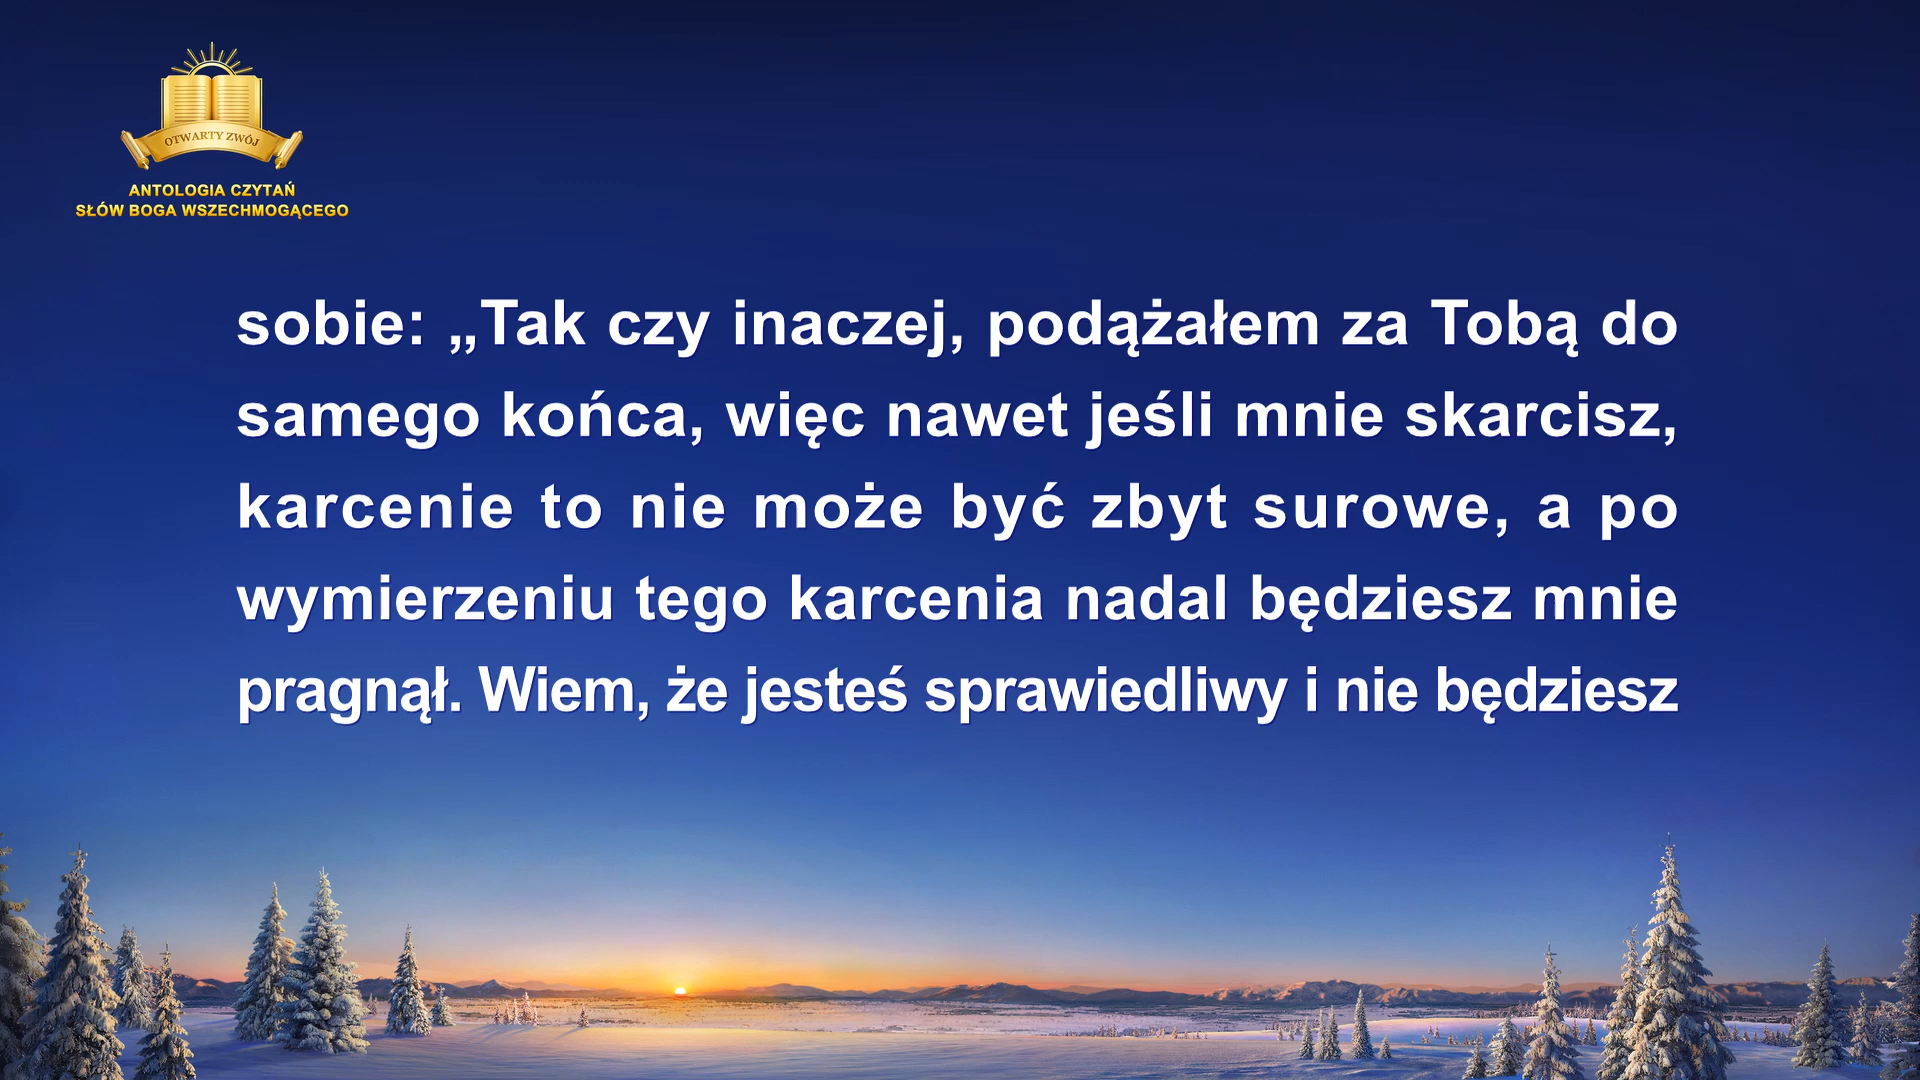 OTWARTY ZWÓJ
ANTOLOGIA CZYTAŃ
SŁÓW BOGA WSZECHMOGĄCEGO
sobie: „Tak czy inaczej, podążałem za Tobą do
samego końca, więc nawet jeśli mnie skarcisz,
karcenie to nie może być zbyt surowe, a po
wymierzeniu tego karcenia nadal będziesz mnie
pragnął. Wiem, że jesteś sprawiedliwy i nie będziesz